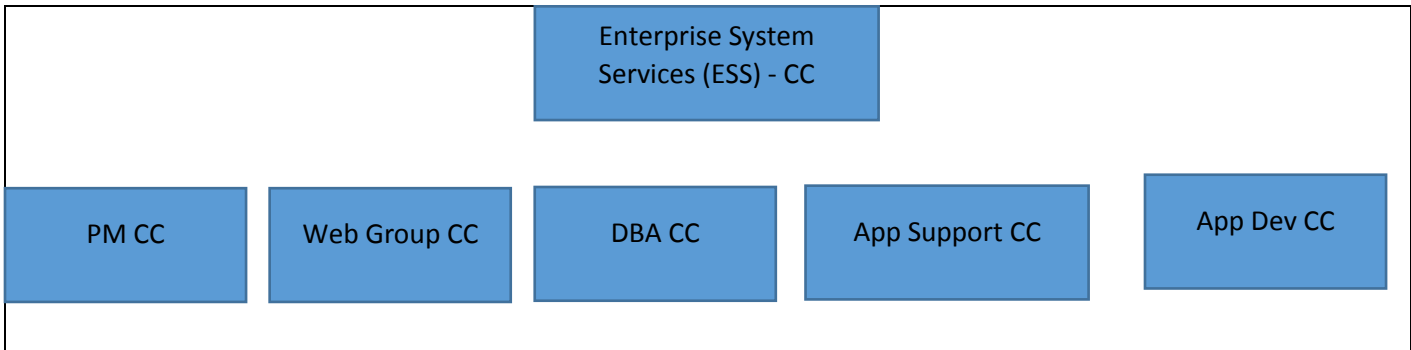 Enterprise System
Services (ESS) - CC
PM CC
Web Group CC
DBA CC
App Support CC
App Dev CC